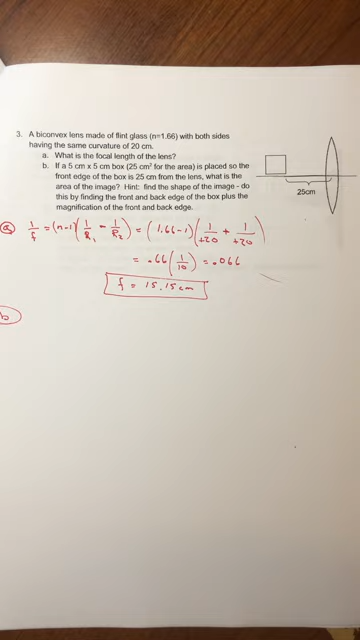 3. A biconvex lens made of flint glass (n=1.66) with both sides
having the same curvature of 20 cm.
a. What is the focal length of the lens?
b. If a 5 cm x 5 cm box (25 cm² for the area) is placed so the
front edge of the box is 25 cm from the lens, what is the
area of the image? Hint: find the shape of the image - do
this by finding the front and back edge of the box plus the
magnification of the front and back edge.
25cm
a 1/f = (n-1)(1/R₁ - 1/R₂) = (1.66-1)(1/+20 + 1/+20)
= .66(1/10) = .066
f = 15.15cm
b